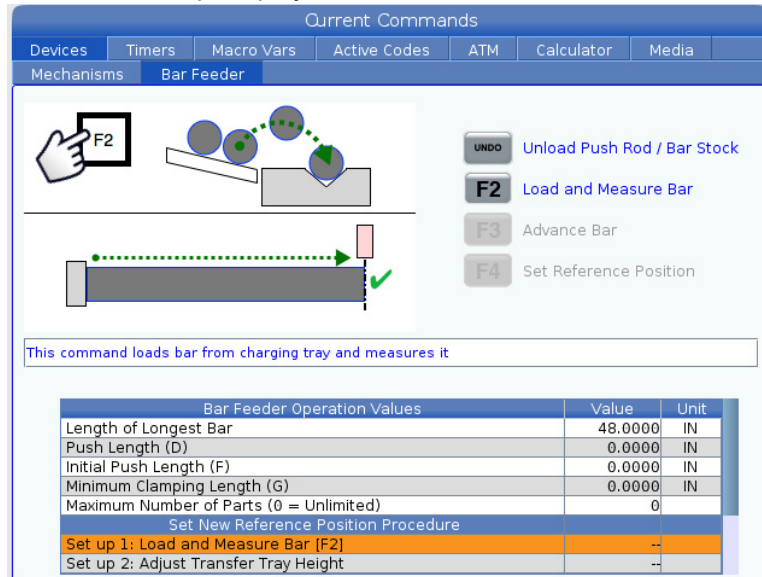 Current Commands
Devices Timers Macro Vars Active Codes ATM Calculator Media
Mechanisms Bar Feeder
F2
UNDO Unload Push Rod / Bar Stock
F2 Load and Measure Bar
F3 Advance Bar
F4 Set Reference Position
This command loads bar from charging tray and measures it
Bar Feeder Operation Values Value Unit
Length of Longest Bar 48.0000 IN
Push Length (D) 0.0000 IN
Initial Push Length (F) 0.0000 IN
Minimum Clamping Length (G) 0.0000 IN
Maximum Number of Parts (0 = Unlimited) 0
Set New Reference Position Procedure
Set up 1: Load and Measure Bar [F2] --
Set up 2: Adjust Transfer Tray Height --